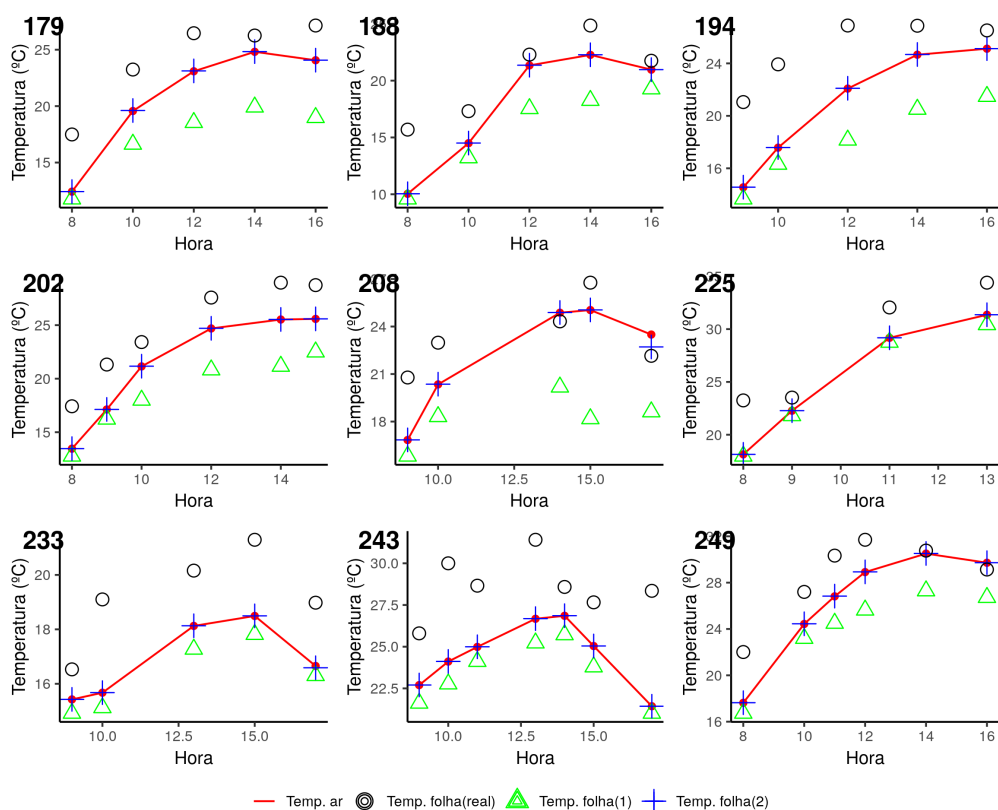 179
Temperatura (ºC)
25
20
15
8 10 12 14 16
Hora
188
Temperatura (ºC)
20
15
10
8 10 12 14 16
Hora
194
Temperatura (ºC)
24
20
16
10 12 14 16
Hora
202
Temperatura (ºC)
25
20
15
8 10 12 14
Hora
208
Temperatura (ºC)
24
21
18
10.0 12.5 15.0
Hora
225
Temperatura (ºC)
30
25
20
8 9 10 11 12 13
Hora
233
Temperatura (ºC)
20
18
16
10.0 12.5 15.0
Hora
243
Temperatura (ºC)
30.0
27.5
25.0
22.5
10.0 12.5 15.0
Hora
249
Temperatura (ºC)
28
24
20
16
8 10 12 14 16
Hora
Temp. ar Temp. folha(real) Temp. folha(1) Temp. folha(2)